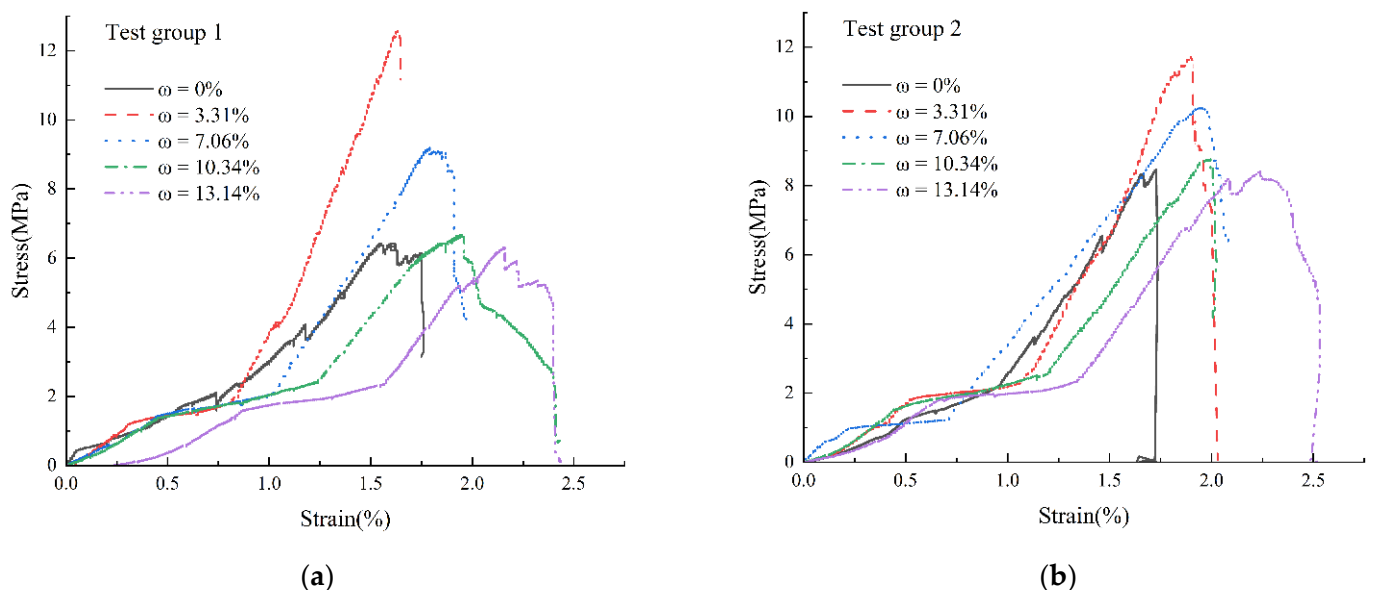 Test group 1
ω = 0%
ω = 3.31%
ω = 7.06%
ω = 10.34%
ω = 13.14%
12
10
8
6
4
2
0
Stress(MPa)
0.0
0.5
1.0
1.5
2.0
2.5
Strain(%)
(a)
Test group 2
ω = 0%
ω = 3.31%
ω = 7.06%
ω = 10.34%
ω = 13.14%
12
10
8
6
4
2
0
Stress(MPa)
0.0
0.5
1.0
1.5
2.0
2.5
Strain(%)
(b)